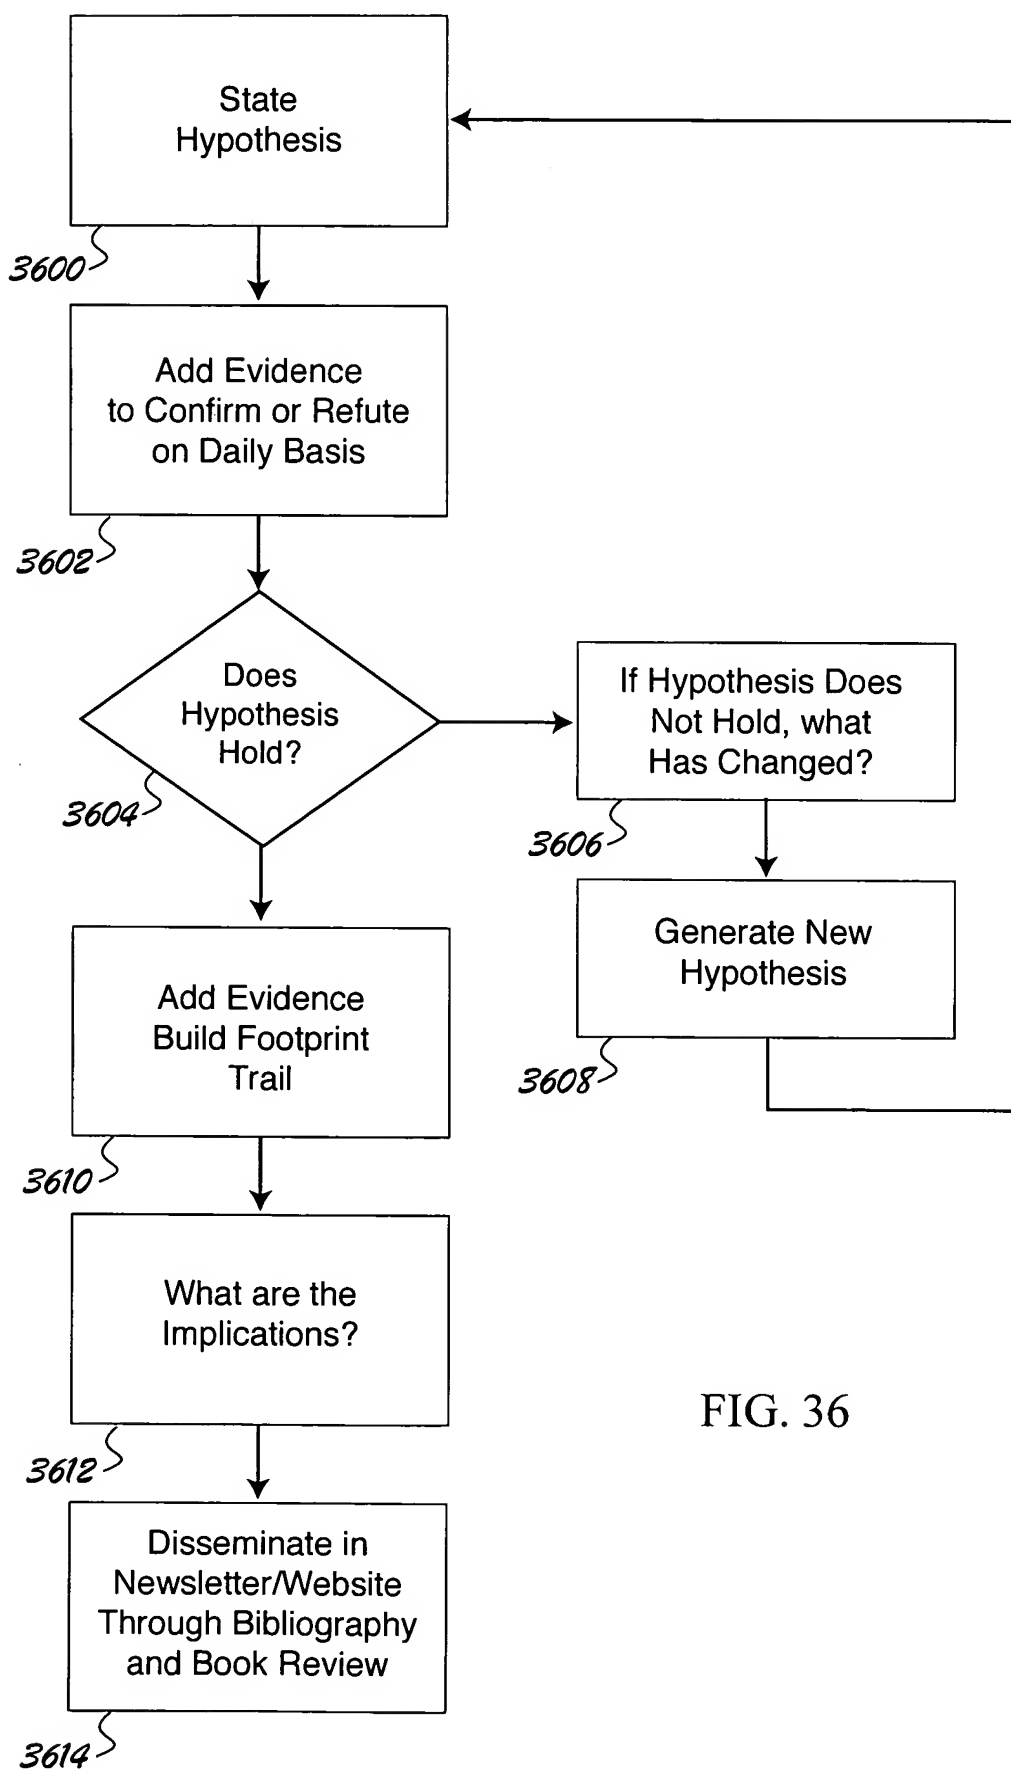 State
Hypothesis
3600
Add Evidence
to Confirm or Refute
on Daily Basis
3602
Does
Hypothesis
Hold?
3604
If Hypothesis Does
Not Hold, what
Has Changed?
3606
Generate New
Hypothesis
3608
Add Evidence
Build Footprint
Trail
3610
What are the
Implications?
3612
FIG. 36
Disseminate in
Newsletter/Website
Through Bibliography
and Book Review
3614